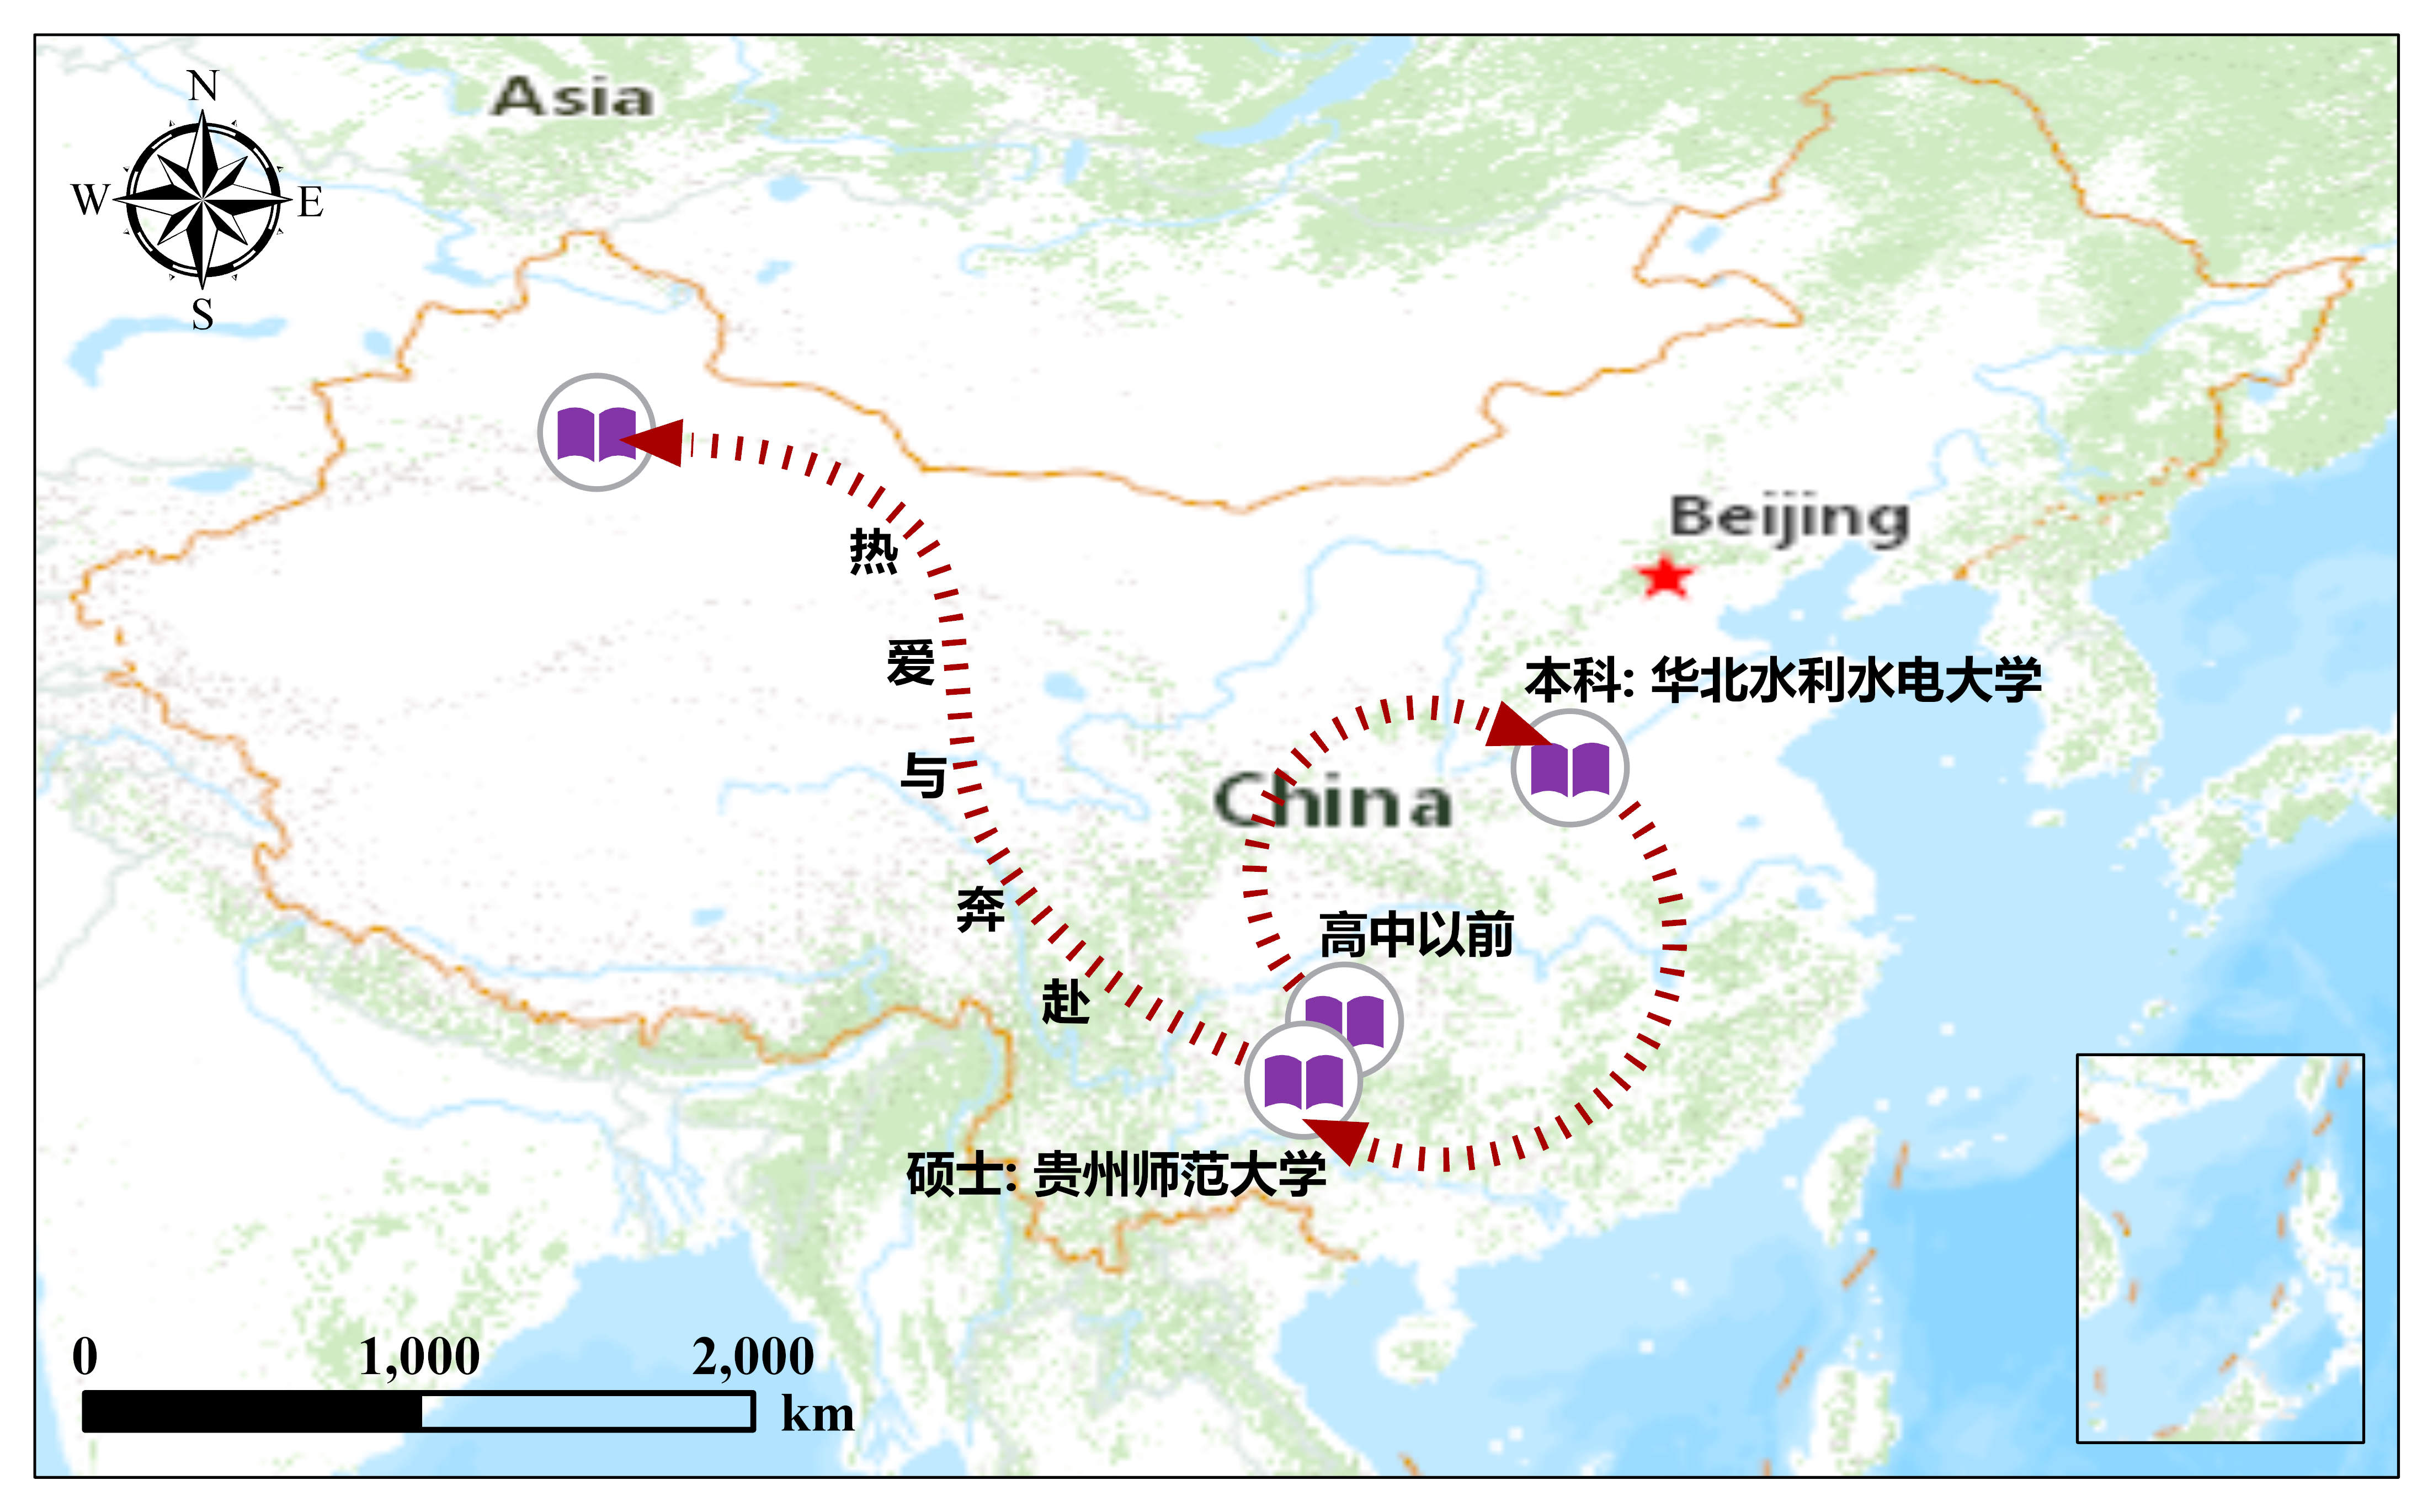 N
Asia
W
E
S
Beijing
热爱与奔赴
本科: 华北水利水电大学
China
高中以前
硕士: 贵州师范大学
0 1,000 2,000
km